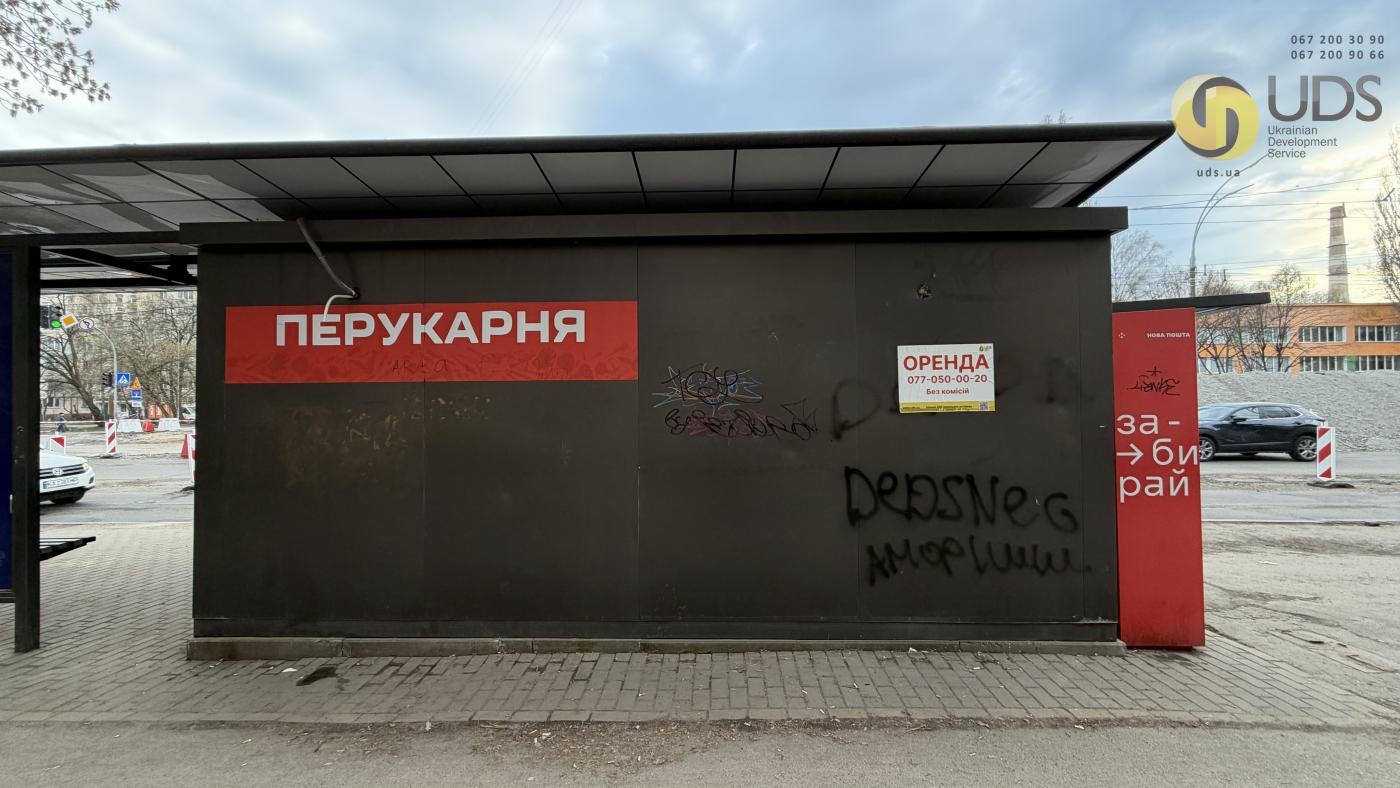 067 200 30 90
067 200 90 66
UDS
Ukrainian
Development
Service
uds.ua
ПЕРУКАРНЯ
UDS
ОРЕНДА
077-050-00-20
Без комісій
НОВА ПОШТА
за-
→би
рай
DeDSNeG